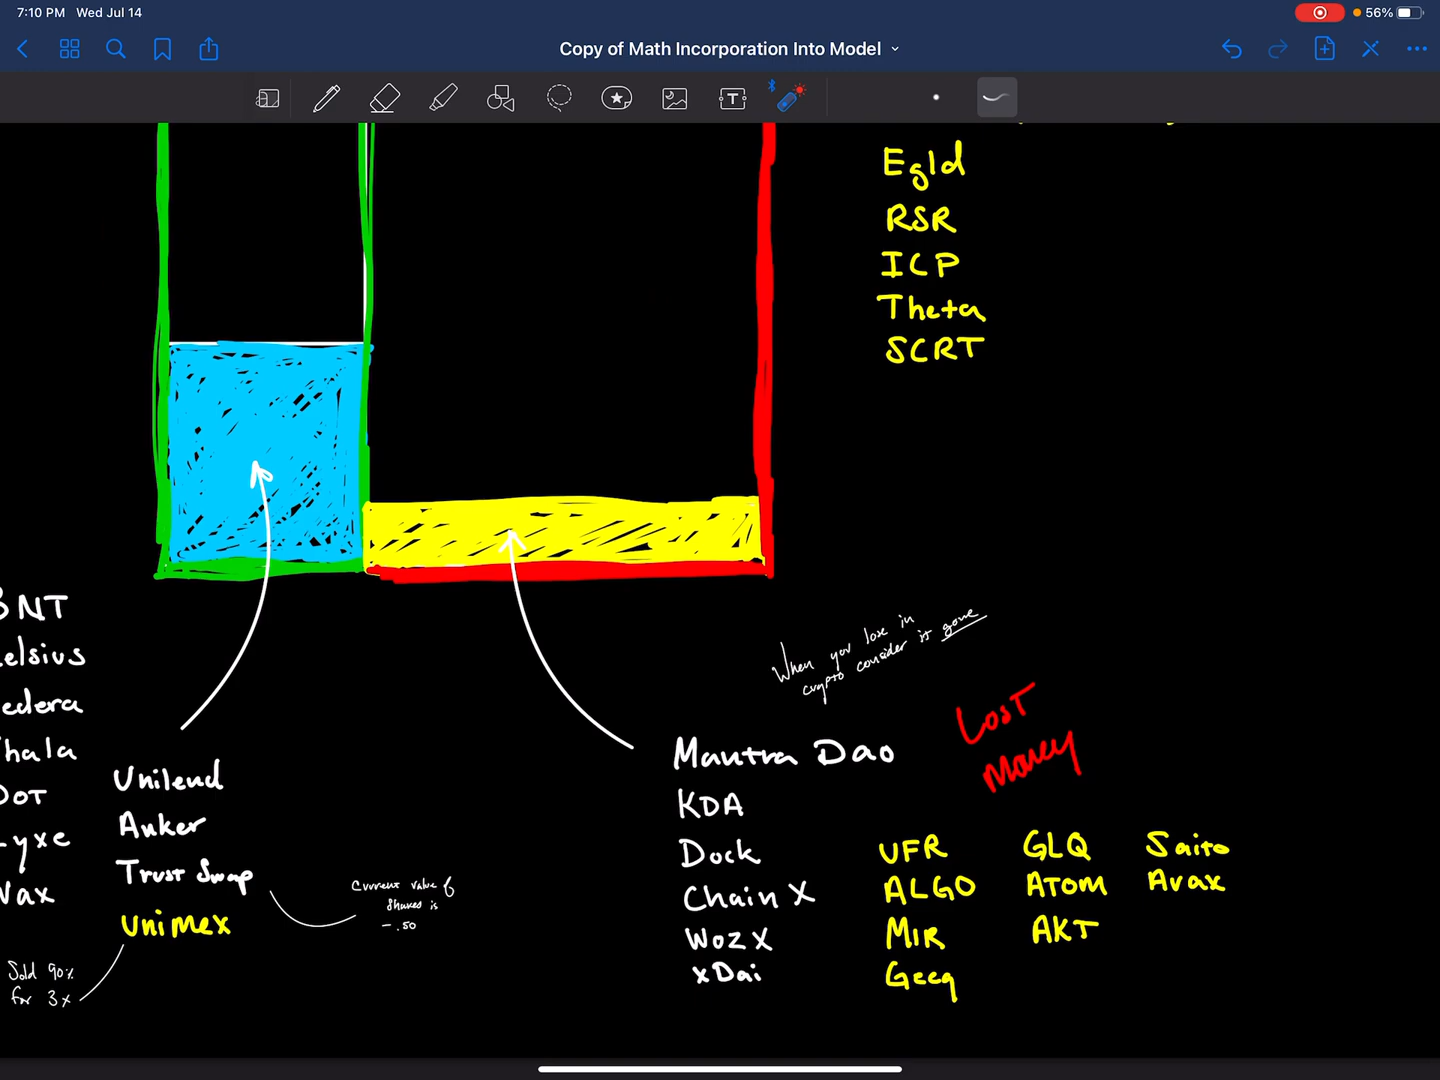 7:10 PM Wed Jul 14
56%
Copy of Math Incorporation Into Model
T
Egld
RSR
ICP
Theta
SCRT
BNT
elsius
edera
hala
DOT
yxe
Vax
Unilend
Anker
Trust Swap
Unimex
Sold 90%
for 3x
Current value of
Shares is
-.50
When you lose in
crypto consider is gone
LOST
Money
Mantra Dao
KDA
Dock
Chain X
Woz X
xDai
UFR
ALGO
MIR
Geeq
GLQ
ATOM
AKT
Saito
Avax